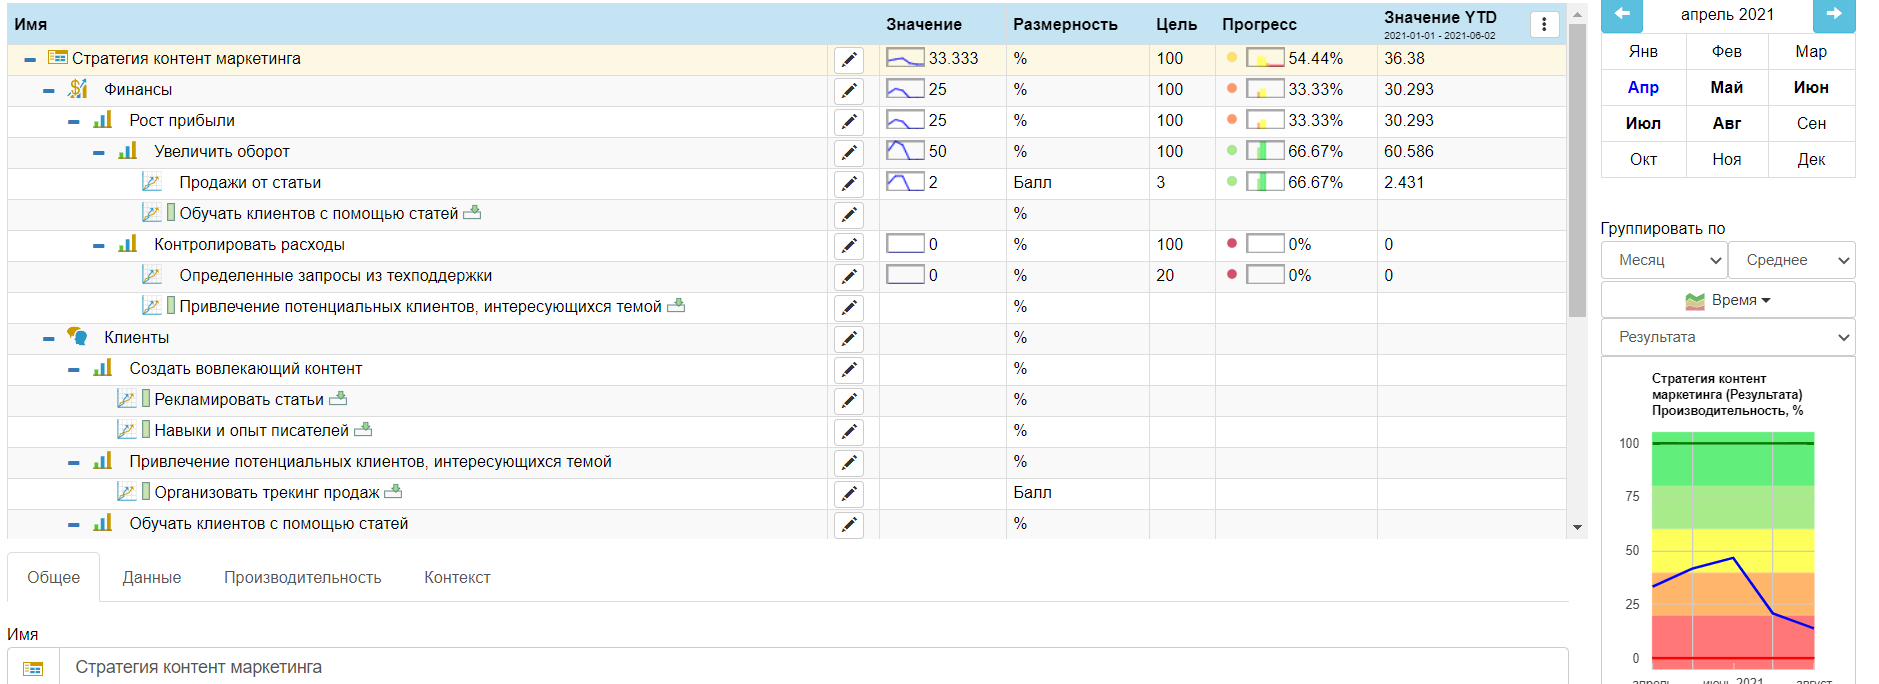 Имя Значение Размерность Цель Прогресс Значение YTD
2021-01-01 - 2021-06-02
Стратегия контент маркетинга 33.333 % 100 54.44% 36.38
Финансы 25 % 100 33.33% 30.293
Рост прибыли 25 % 100 33.33% 30.293
Увеличить оборот 50 % 100 66.67% 60.586
Продажи от статьи 2 Балл 3 66.67% 2.431
Обучать клиентов с помощью статей %
Контролировать расходы 0 % 100 0% 0
Определенные запросы из техподдержки 0 % 20 0% 0
Привлечение потенциальных клиентов, интересующихся темой %
Клиенты %
Создать вовлекающий контент %
Рекламировать статьи %
Навыки и опыт писателей %
Привлечение потенциальных клиентов, интересующихся темой %
Организовать трекинг продаж Балл
Обучать клиентов с помощью статей %
Общее Данные Производительность Контекст
Имя
Стратегия контент маркетинга
апрель 2021
Янв Фев Мар
Апр Май Июн
Июл Авг Сен
Окт Ноя Дек
Группировать по
Месяц Среднее
Время
Результата
Стратегия контент
маркетинга (Результата)
Производительность, %
100
75
50
25
0
апрель июнь 2021 август